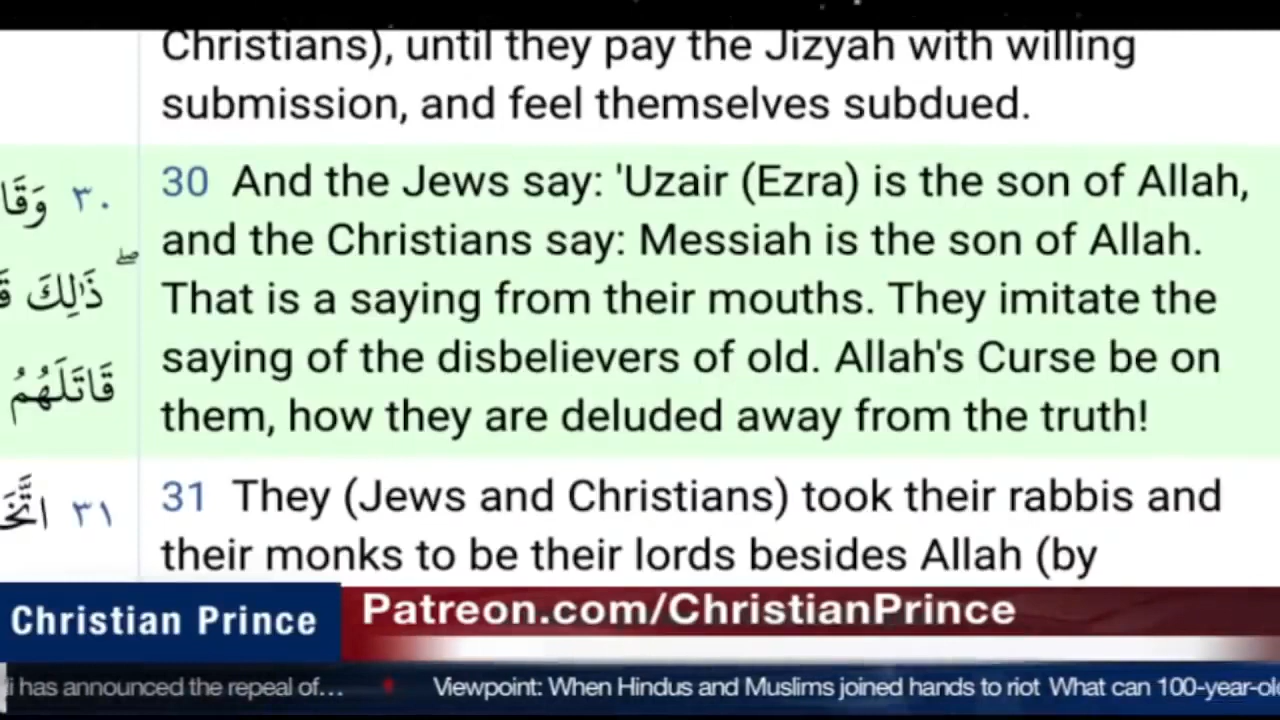 Christians), until they pay the Jizyah with willing
submission, and feel themselves subdued.
٣٠ وَقَا
30 And the Jews say: 'Uzair (Ezra) is the son of Allah,
and the Christians say: Messiah is the son of Allah.
ذَٰلِكَ
That is a saying from their mouths. They imitate the
saying of the disbelievers of old. Allah's Curse be on
قَاتَلَهُمُ
them, how they are deluded away from the truth!
٣١
31 They (Jews and Christians) took their rabbis and
their monks to be their lords besides Allah (by
Christian Prince
Patreon.com/ChristianPrince
i has announced the repeal of... Viewpoint: When Hindus and Muslims joined hands to riot What can 100-year-old